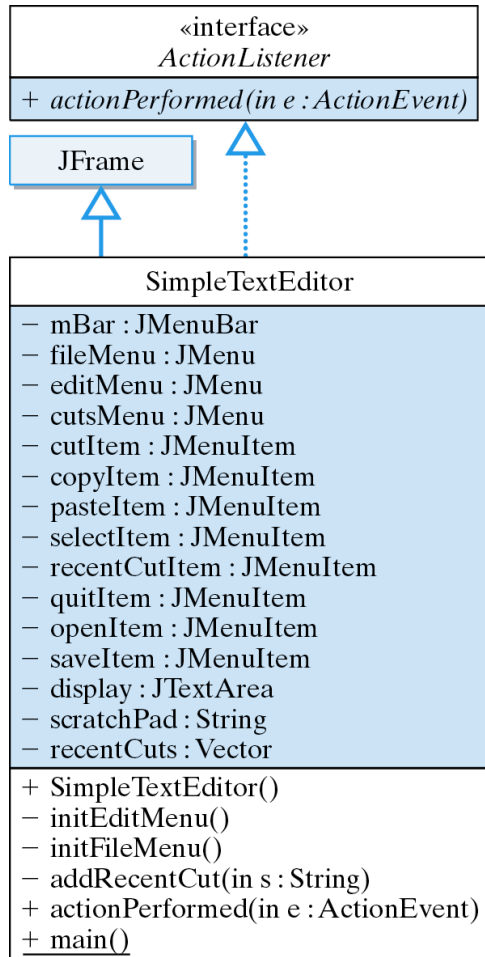 «interface»
ActionListener
+ actionPerformed(in e : ActionEvent)
JFrame
SimpleTextEditor
− mBar : JMenuBar
− fileMenu : JMenu
− editMenu : JMenu
− cutsMenu : JMenu
− cutItem : JMenuItem
− copyItem : JMenuItem
− pasteItem : JMenuItem
− selectItem : JMenuItem
− recentCutItem : JMenuItem
− quitItem : JMenuItem
− openItem : JMenuItem
− saveItem : JMenuItem
− display : JTextArea
− scratchPad : String
− recentCuts : Vector
+ SimpleTextEditor()
− initEditMenu()
− initFileMenu()
− addRecentCut(in s : String)
+ actionPerformed(in e : ActionEvent)
+ main()